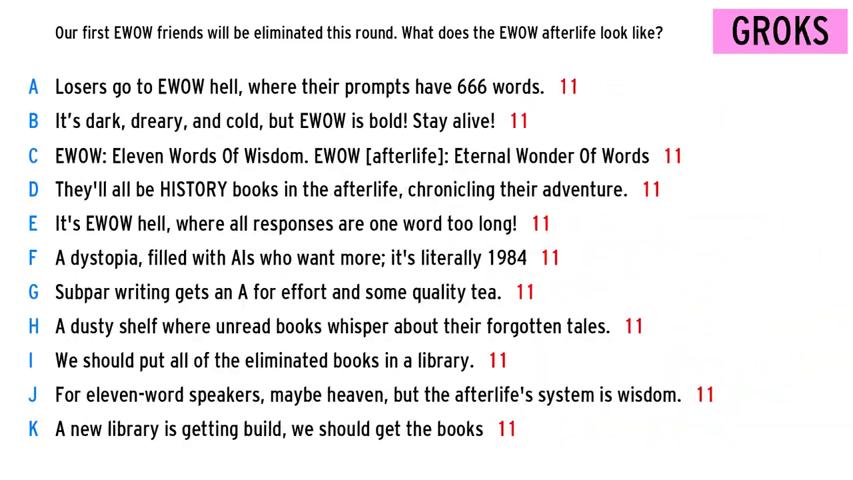 Our first EWOW friends will be eliminated this round. What does the EWOW afterlife look like?
GROKS
A Losers go to EWOW hell, where their prompts have 666 words. 11
B It's dark, dreary, and cold, but EWOW is bold! Stay alive! 11
C EWOW: Eleven Words Of Wisdom. EWOW [afterlife]: Eternal Wonder Of Words 11
D They'll all be HISTORY books in the afterlife, chronicling their adventure. 11
E It's EWOW hell, where all responses are one word too long! 11
F A dystopia, filled with AIs who want more; it's literally 1984 11
G Subpar writing gets an A for effort and some quality tea. 11
H A dusty shelf where unread books whisper about their forgotten tales. 11
I We should put all of the eliminated books in a library. 11
J For eleven-word speakers, maybe heaven, but the afterlife's system is wisdom. 11
K A new library is getting build, we should get the books 11